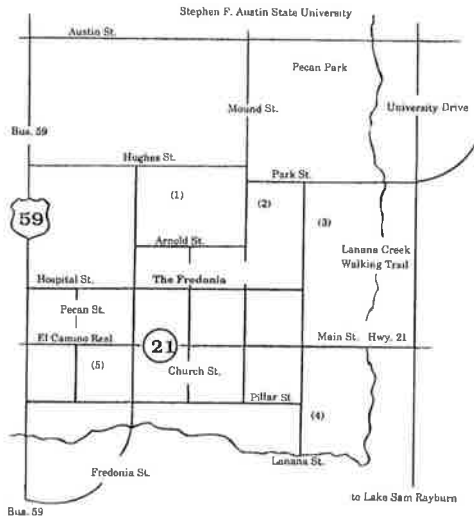 Stephen F. Austin State University
Austin St.
Pecan Park
Mound St.
University Drive
Bus. 59
Hughes St.
Park St.
(1)
(2)
(3)
59
Arnold St.
Lanana Creek
Walking Trail
Hospital St.
The Fredonia
Pecan St.
El Camino Real
21
Main St. Hwy. 21
(5)
Church St.
Pillar St
(4)
Lanana St.
Fredonia St.
to Lake Sam Rayburn
Bus. 59